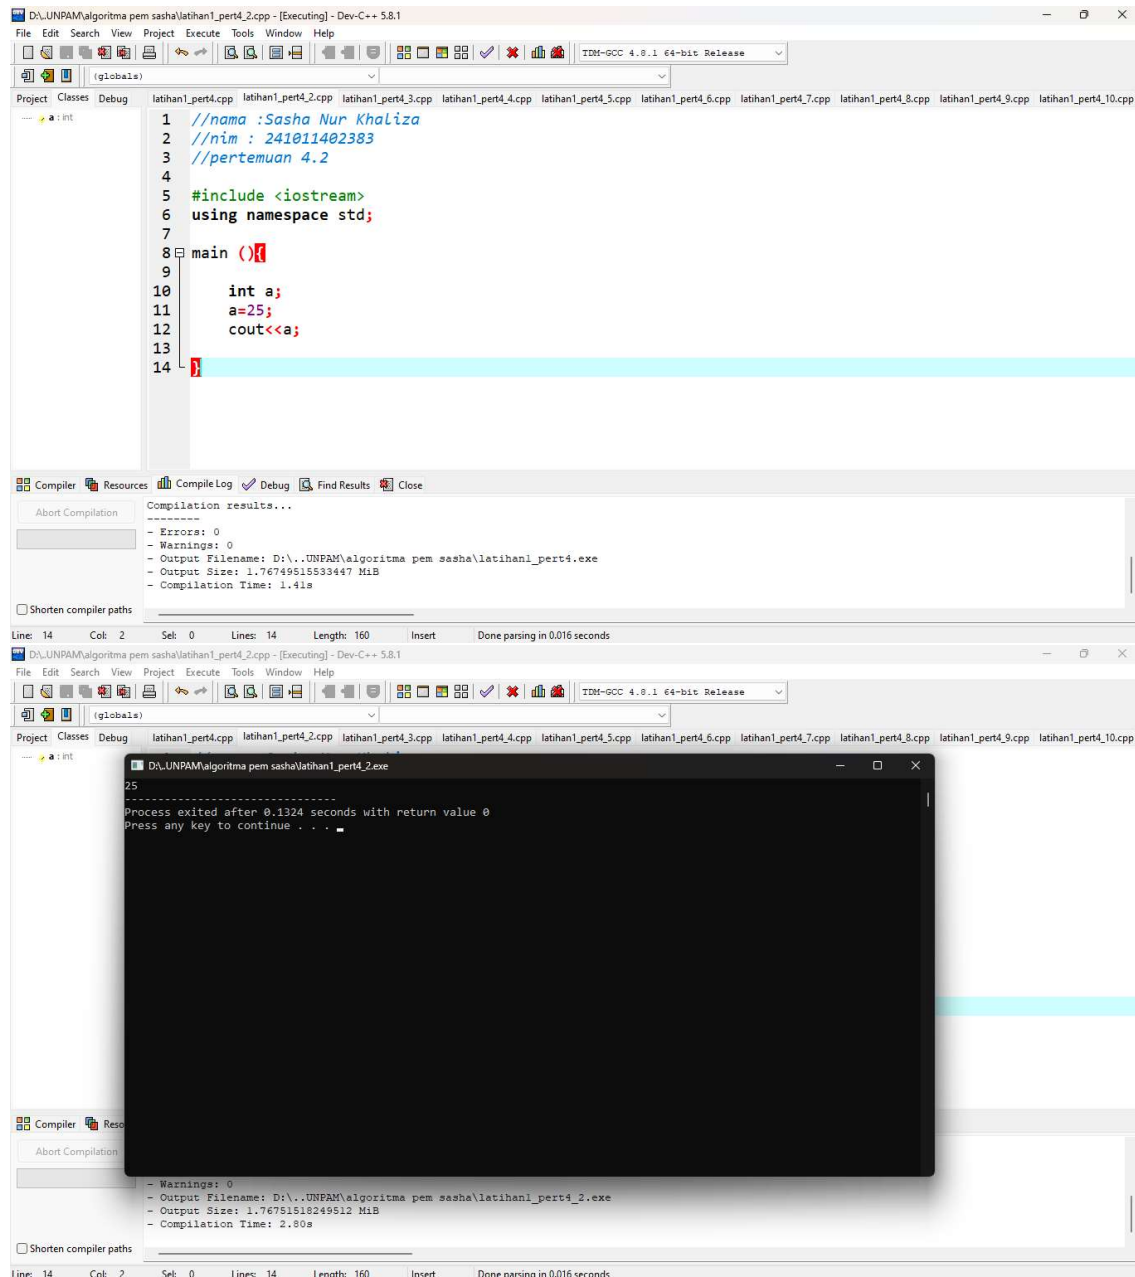 D:\..UNPAM\algoritma pem sasha\latihan1_pert4_2.cpp - [Executing] - Dev-C++ 5.8.1
File Edit Search View Project Execute Tools Window Help
TDM-GCC 4.8.1 64-bit Release
(globals)
Project Classes Debug latihan1_pert4.cpp latihan1_pert4_2.cpp latihan1_pert4_3.cpp latihan1_pert4_4.cpp latihan1_pert4_5.cpp latihan1_pert4_6.cpp latihan1_pert4_7.cpp latihan1_pert4_8.cpp latihan1_pert4_9.cpp latihan1_pert4_10.cpp
a : int
1 //nama :Sasha Nur Khaliza
2 //nim : 241011402383
3 //pertemuan 4.2
4
5 #include <iostream>
6 using namespace std;
7
8 main (){
9
10 int a;
11 a=25;
12 cout<<a;
13
14 }
Compiler Resources Compile Log Debug Find Results Close
Abort Compilation
Compilation results...
--------
- Errors: 0
- Warnings: 0
- Output Filename: D:\..UNPAM\algoritma pem sasha\latihan1_pert4.exe
- Output Size: 1.76749515533447 MiB
- Compilation Time: 1.41s
Shorten compiler paths
Line: 14 Col: 2 Sel: 0 Lines: 14 Length: 160 Insert Done parsing in 0.016 seconds
D:\..UNPAM\algoritma pem sasha\latihan1_pert4_2.cpp - [Executing] - Dev-C++ 5.8.1
File Edit Search View Project Execute Tools Window Help
TDM-GCC 4.8.1 64-bit Release
(globals)
Project Classes Debug latihan1_pert4.cpp latihan1_pert4_2.cpp latihan1_pert4_3.cpp latihan1_pert4_4.cpp latihan1_pert4_5.cpp latihan1_pert4_6.cpp latihan1_pert4_7.cpp latihan1_pert4_8.cpp latihan1_pert4_9.cpp latihan1_pert4_10.cpp
a : int
D:\..UNPAM\algoritma pem sasha\latihan1_pert4_2.exe
25
--------------------------------
Process exited after 0.1324 seconds with return value 0
Press any key to continue . . .
Compiler Reso
Abort Compilation
- Warnings: 0
- Output Filename: D:\..UNPAM\algoritma pem sasha\latihan1_pert4_2.exe
- Output Size: 1.76751518249512 MiB
- Compilation Time: 2.80s
Shorten compiler paths
Line: 14 Col: 2 Sel: 0 Lines: 14 Length: 160 Insert Done parsing in 0.016 seconds